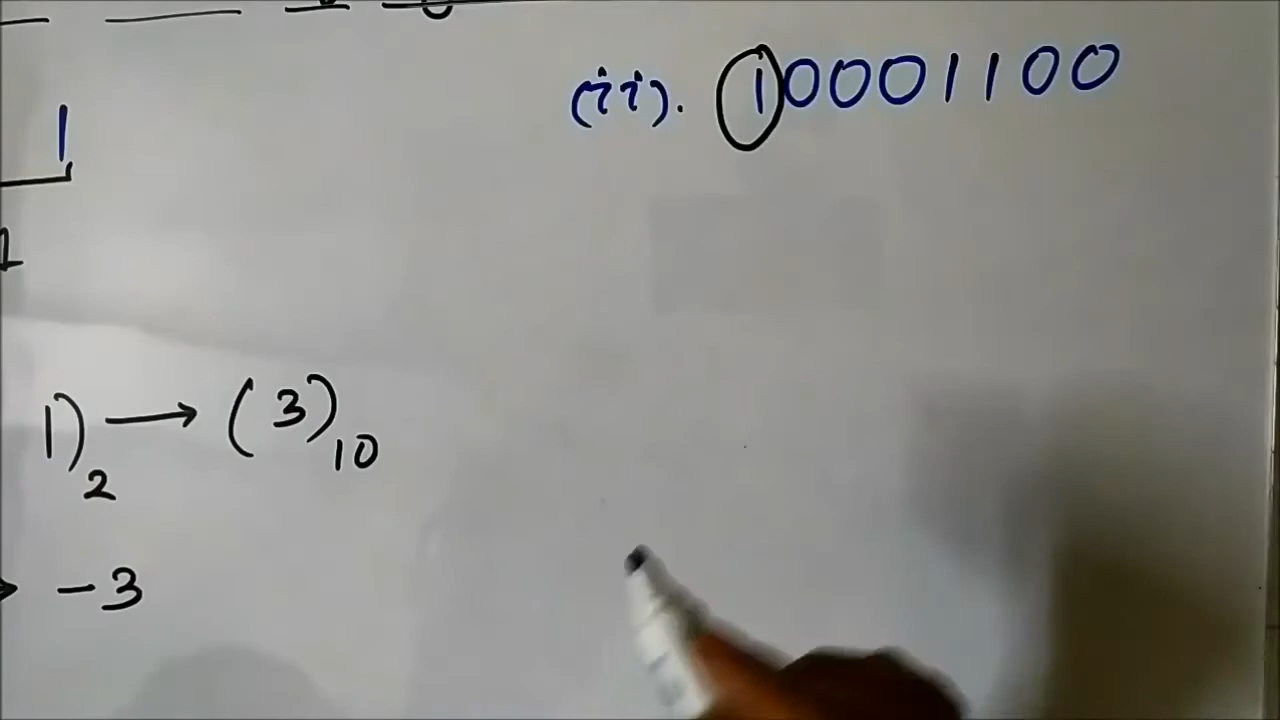 (ii). 10001100
1
1)₂ → (3)₁₀
→ -3